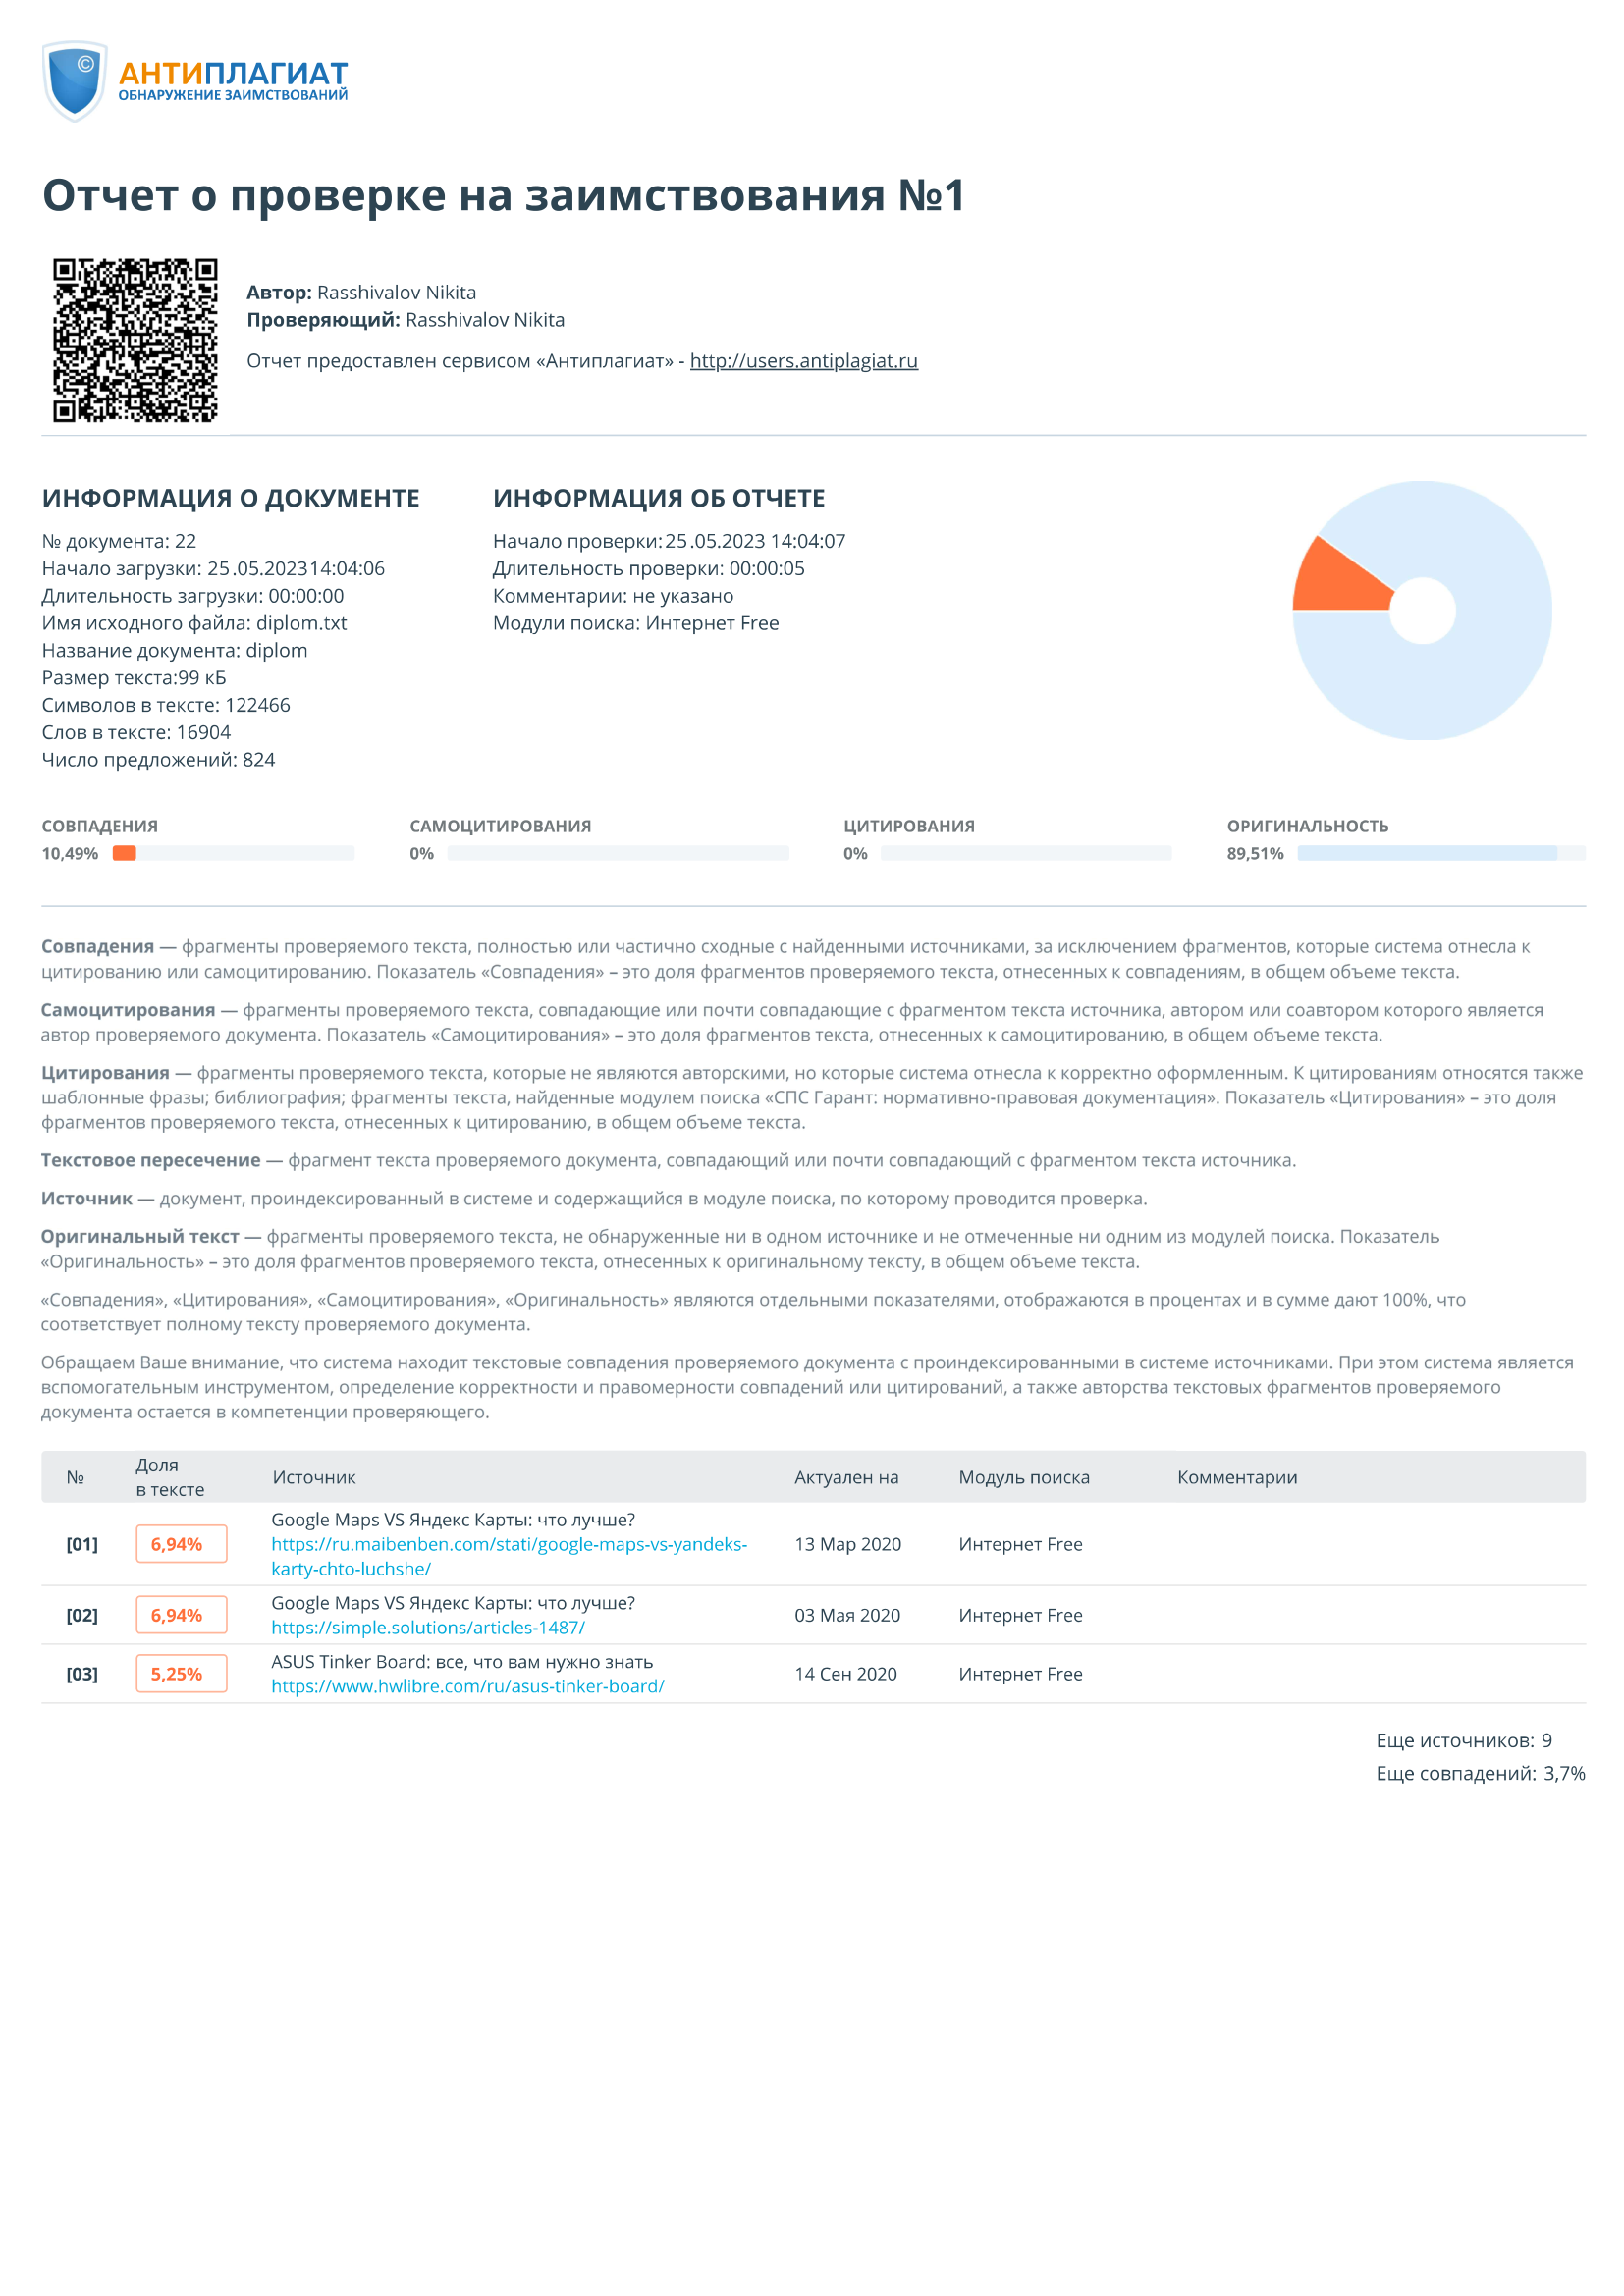 ©
АНТИПЛАГИАТ
ОБНАРУЖЕНИЕ ЗАИМСТВОВАНИЙ
Отчет о проверке на заимствования №1
Автор: Rasshivalov Nikita
Проверяющий: Rasshivalov Nikita
Отчет предоставлен сервисом «Антиплагиат» - http://users.antiplagiat.ru
ИНФОРМАЦИЯ О ДОКУМЕНТЕ
№ документа: 22
Начало загрузки: 25.05.202314:04:06
Длительность загрузки: 00:00:00
Имя исходного файла: diplom.txt
Название документа: diplom
Размер текста:99 кБ
Символов в тексте: 122466
Слов в тексте: 16904
Число предложений: 824
ИНФОРМАЦИЯ ОБ ОТЧЕТЕ
Начало проверки:25.05.2023 14:04:07
Длительность проверки: 00:00:05
Комментарии: не указано
Модули поиска: Интернет Free
СОВПАДЕНИЯ
10,49%
САМОЦИТИРОВАНИЯ
0%
ЦИТИРОВАНИЯ
0%
ОРИГИНАЛЬНОСТЬ
89,51%
Совпадения — фрагменты проверяемого текста, полностью или частично сходные с найденными источниками, за исключением фрагментов, которые система отнесла к
цитированию или самоцитированию. Показатель «Совпадения» – это доля фрагментов проверяемого текста, отнесенных к совпадениям, в общем объеме текста.
Самоцитирования — фрагменты проверяемого текста, совпадающие или почти совпадающие с фрагментом текста источника, автором или соавтором которого является
автор проверяемого документа. Показатель «Самоцитирования» – это доля фрагментов текста, отнесенных к самоцитированию, в общем объеме текста.
Цитирования — фрагменты проверяемого текста, которые не являются авторскими, но которые система отнесла к корректно оформленным. К цитированиям относятся также
шаблонные фразы; библиография; фрагменты текста, найденные модулем поиска «СПС Гарант: нормативно-правовая документация». Показатель «Цитирования» – это доля
фрагментов проверяемого текста, отнесенных к цитированию, в общем объеме текста.
Текстовое пересечение — фрагмент текста проверяемого документа, совпадающий или почти совпадающий с фрагментом текста источника.
Источник — документ, проиндексированный в системе и содержащийся в модуле поиска, по которому проводится проверка.
Оригинальный текст — фрагменты проверяемого текста, не обнаруженные ни в одном источнике и не отмеченные ни одним из модулей поиска. Показатель
«Оригинальность» – это доля фрагментов проверяемого текста, отнесенных к оригинальному тексту, в общем объеме текста.
«Совпадения», «Цитирования», «Самоцитирования», «Оригинальность» являются отдельными показателями, отображаются в процентах и в сумме дают 100%, что
соответствует полному тексту проверяемого документа.
Обращаем Ваше внимание, что система находит текстовые совпадения проверяемого документа с проиндексированными в системе источниками. При этом система является
вспомогательным инструментом, определение корректности и правомерности совпадений или цитирований, а также авторства текстовых фрагментов проверяемого
документа остается в компетенции проверяющего.
№ Доля в тексте Источник Актуален на Модуль поиска Комментарии
[01] 6,94% Google Maps VS Яндекс Карты: что лучше?
https://ru.maibenben.com/stati/google-maps-vs-yandeks-
karty-chto-luchshe/ 13 Мар 2020 Интернет Free
[02] 6,94% Google Maps VS Яндекс Карты: что лучше?
https://simple.solutions/articles-1487/ 03 Мая 2020 Интернет Free
[03] 5,25% ASUS Tinker Board: все, что вам нужно знать
https://www.hwlibre.com/ru/asus-tinker-board/ 14 Сен 2020 Интернет Free
Еще источников: 9
Еще совпадений: 3,7%